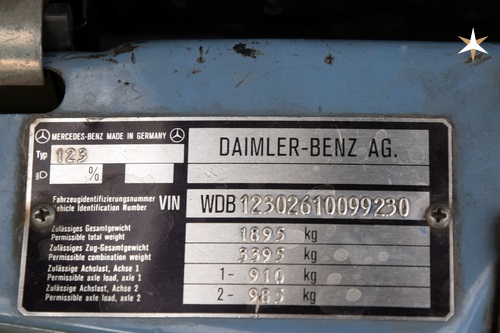 MERCEDES-BENZ MADE IN GERMANY
Typ 123
%
DAIMLER-BENZ AG.
Fahrzeugidentifizierungsnummer
Vehicle Identification Number VIN WDB12302610099230
Zulässiges Gesamtgewicht
Permissible total weight 1895 kg
Zulässiges Zug-Gesamtgewicht
Permissible combination weight 3395 kg
Zulässige Achslast, Achse 1
Permissible axle load, axle 1 1- 910 kg
Zulässige Achslast, Achse 2
Permissible axle load, axle 2 2- 985 kg